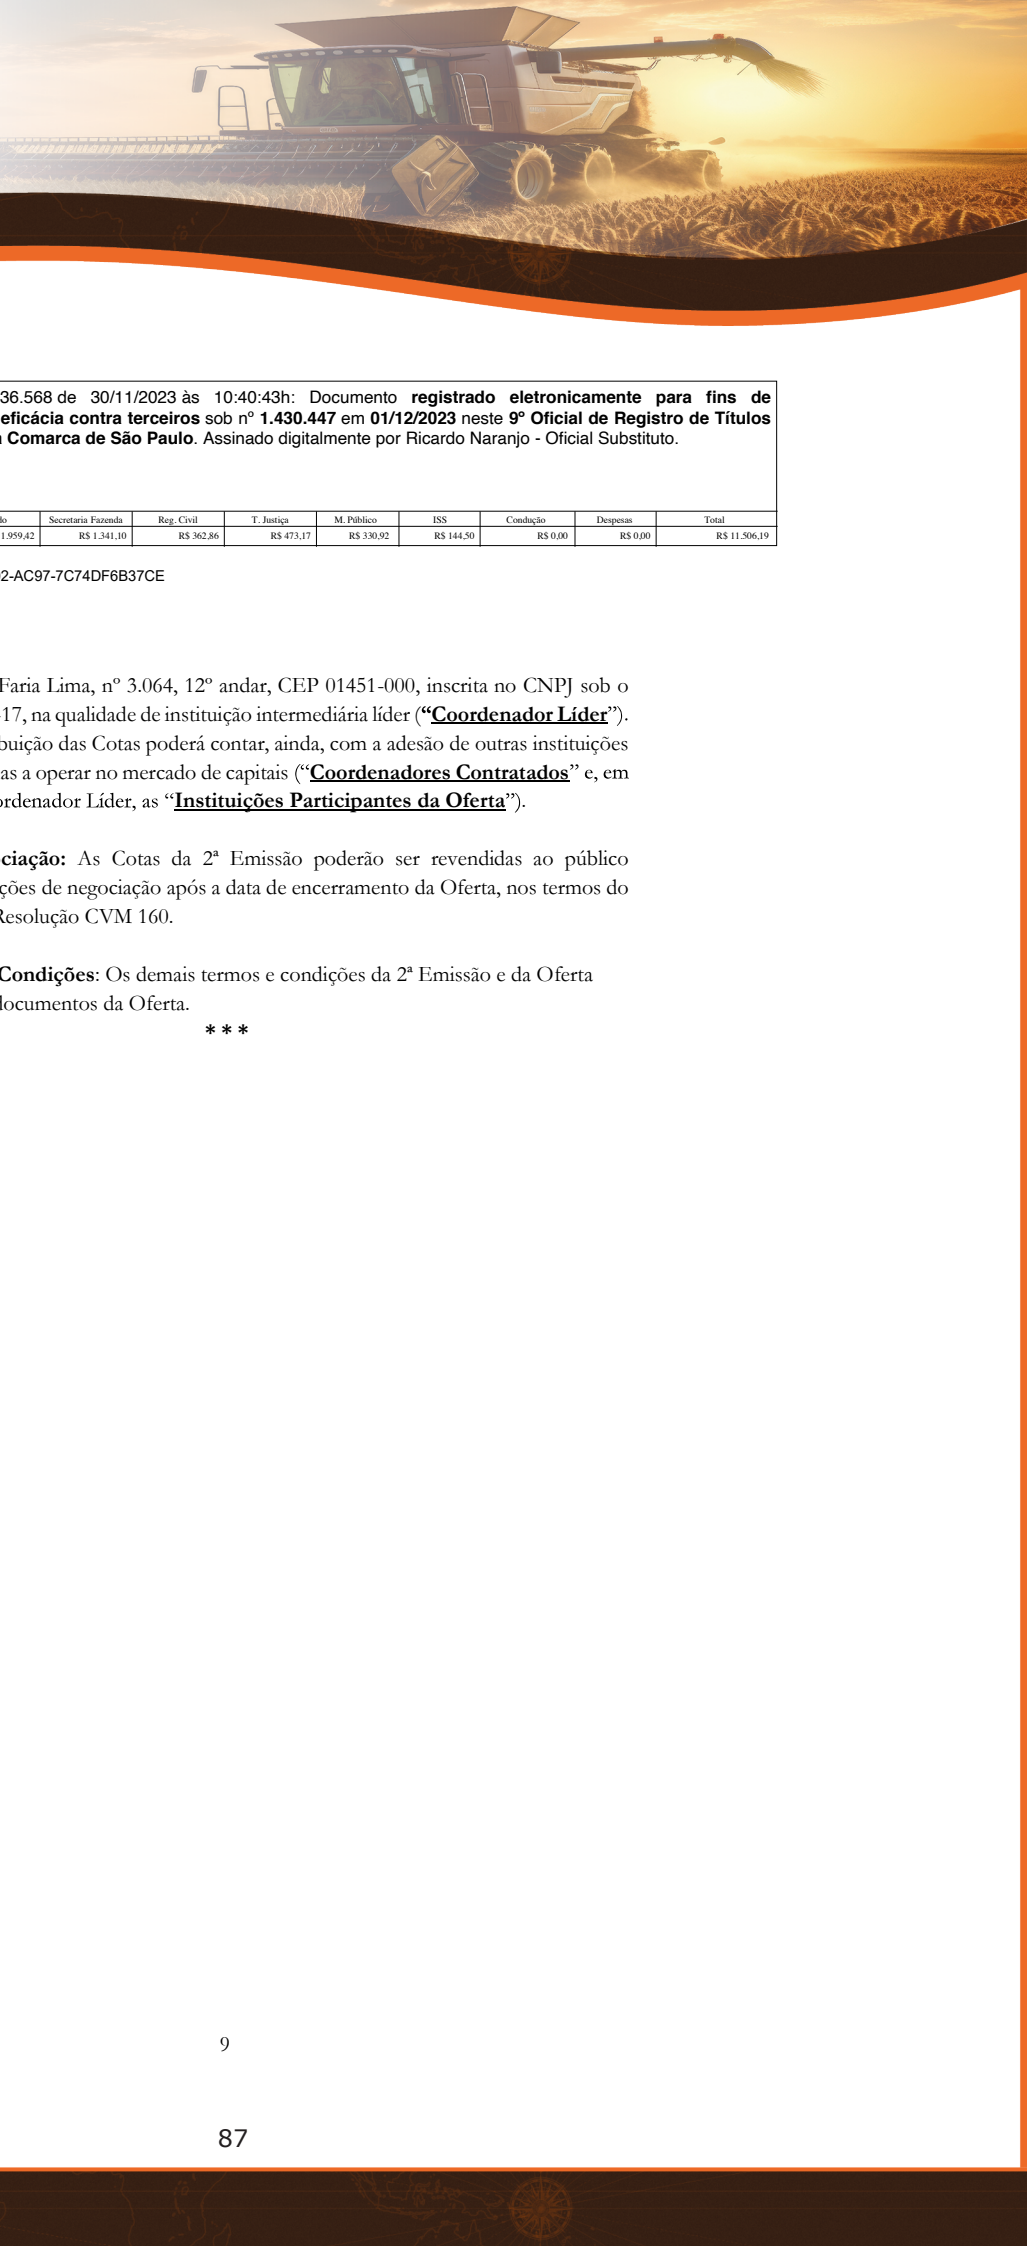 36.568 de 30/11/2023 às 10:40:43h: Documento registrado eletronicamente para fins de
eficácia contra terceiros sob nº 1.430.447 em 01/12/2023 neste 9º Oficial de Registro de Títulos
Comarca de São Paulo. Assinado digitalmente por Ricardo Naranjo - Oficial Substituto.
do Secretaria Fazenda Reg. Civil T. Justiça M. Público ISS Condução Despesas Total
1.959,42 R$ 1.341,10 R$ 362,86 R$ 473,17 R$ 330,92 R$ 144,50 R$ 0,00 R$ 0,00 R$ 11.506,19
2-AC97-7C74DF6B37CE
Faria Lima, nº 3.064, 12º andar, CEP 01451-000, inscrita no CNPJ sob o
17, na qualidade de instituição intermediária líder (“Coordenador Líder”).
buição das Cotas poderá contar, ainda, com a adesão de outras instituições
as a operar no mercado de capitais (“Coordenadores Contratados” e, em
ordenador Líder, as “Instituições Participantes da Oferta”).
ciação: As Cotas da 2ª Emissão poderão ser revendidas ao público
ções de negociação após a data de encerramento da Oferta, nos termos do
Resolução CVM 160.
Condições: Os demais termos e condições da 2ª Emissão e da Oferta
documentos da Oferta.
* * *
9
87